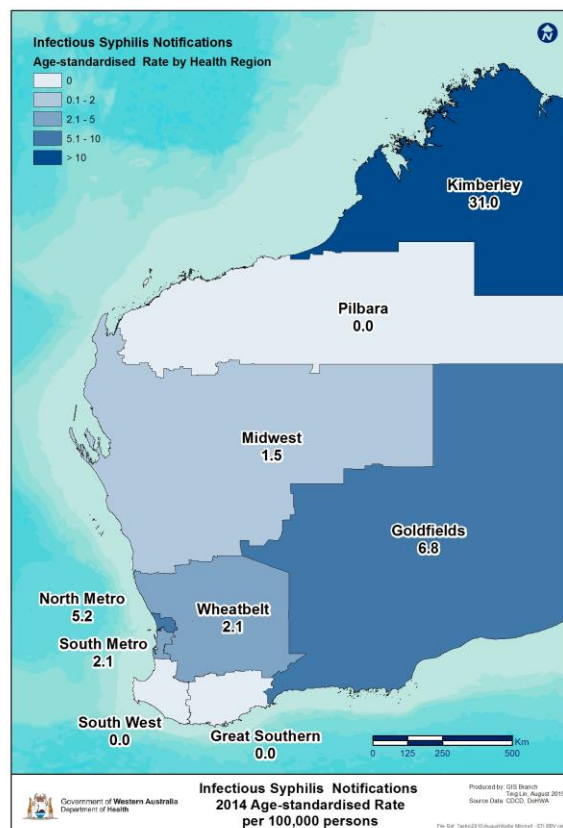 Infectious Syphilis Notifications
Age-standardised Rate by Health Region
0
0.1 - 2
2.1 - 5
5.1 - 10
> 10
N
Kimberley
31.0
Pilbara
0.0
Midwest
1.5
Goldfields
6.8
North Metro
5.2
Wheatbelt
2.1
South Metro
2.1
South West
0.0
Great Southern
0.0
Km
0 125 250 500
Government of Western Australia
Department of Health
Infectious Syphilis Notifications
2014 Age-standardised Rate
per 100,000 persons
Produced by: GIS Branch
August 2015
Source Data: CDCD, DoHWA